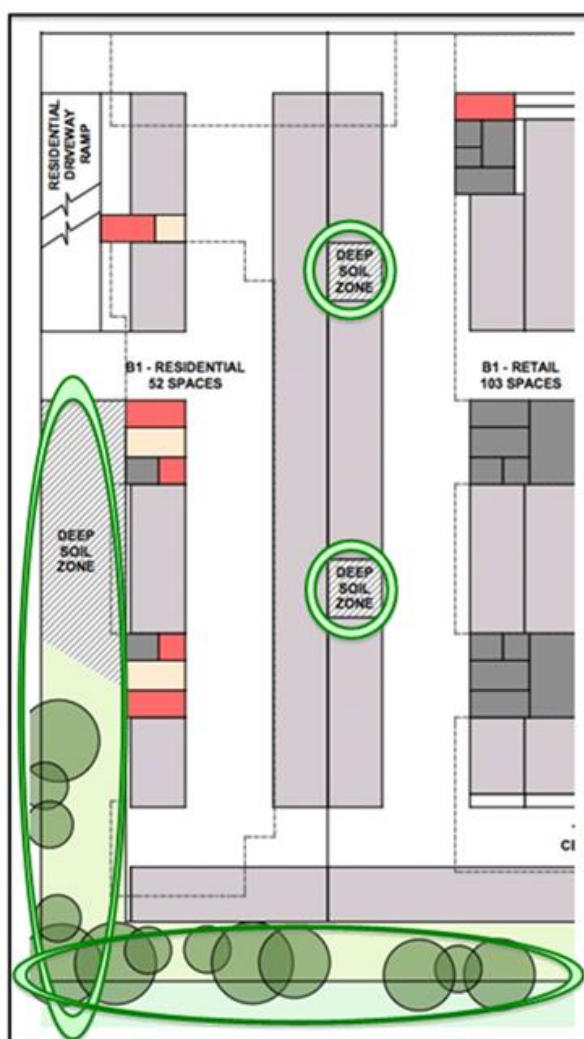 RESIDENTIAL
DRIVEWAY
RAMP
DEEP
SOIL
ZONE
B1 - RESIDENTIAL
52 SPACES
B1 - RETAIL
103 SPACES
DEEP
SOIL
ZONE
DEEP
SOIL
ZONE